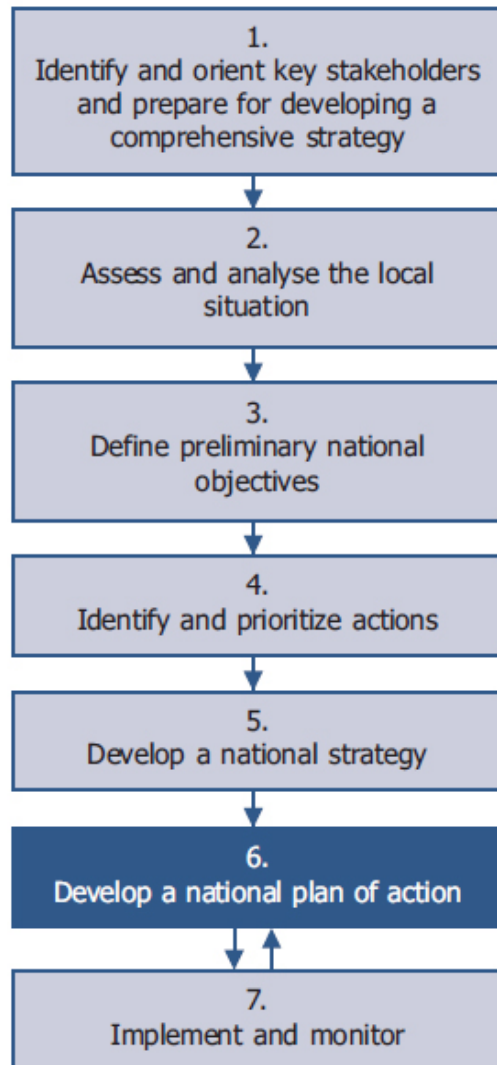 1.
Identify and orient key stakeholders
and prepare for developing a
comprehensive strategy
2.
Assess and analyse the local
situation
3.
Define preliminary national
objectives
4.
Identify and prioritize actions
5.
Develop a national strategy
6.
Develop a national plan of action
7.
Implement and monitor